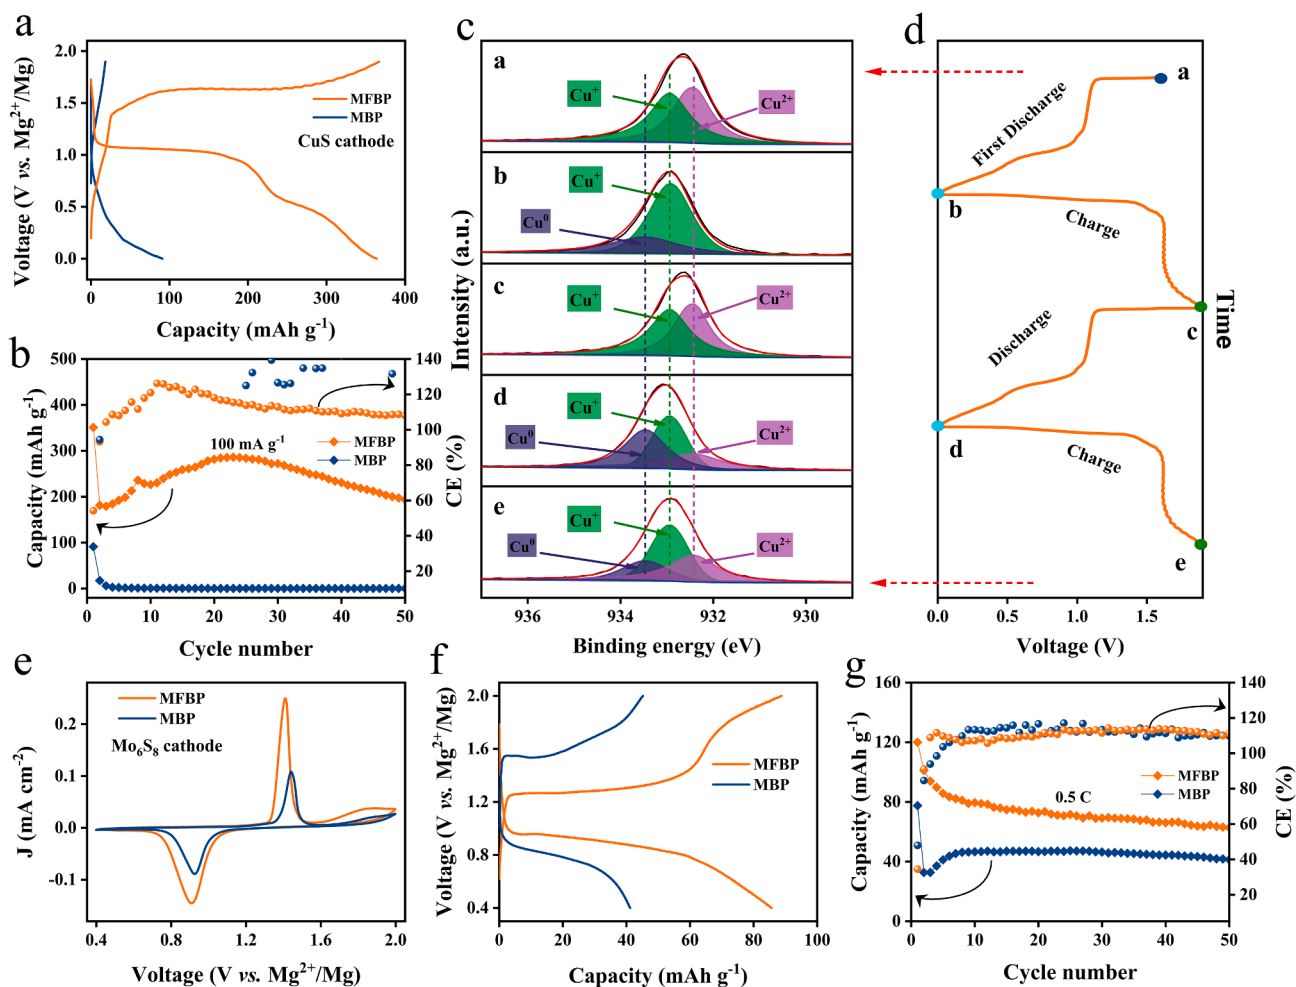 a
2.0
1.5
1.0
0.5
0.0
Voltage (V vs. Mg²⁺/Mg)
MFBP
MBP
CuS cathode
0
100
200
300
400
Capacity (mAh g⁻¹)
b
500
400
300
200
100
0
Capacity (mAh g⁻¹)
140
120
100
80
60
40
20
CE (%)
100 mA g⁻¹
MFBP
MBP
0
10
20
30
40
50
Cycle number
c
Intensity (a.u.)
a
Cu⁺
Cu²⁺
b
Cu⁺
Cu⁰
c
Cu⁺
Cu²⁺
d
Cu⁺
Cu⁰
Cu²⁺
e
Cu⁺
Cu⁰
Cu²⁺
936
934
932
930
Binding energy (eV)
d
a
First Discharge
b
Charge
c
Discharge
d
Charge
e
Time
0.0
0.5
1.0
1.5
Voltage (V)
e
0.2
0.1
0.0
-0.1
J (mA cm⁻²)
MFBP
MBP
Mo₆S₈ cathode
0.4
0.8
1.2
1.6
2.0
Voltage (V vs. Mg²⁺/Mg)
f
2.0
1.6
1.2
0.8
0.4
Voltage (V vs. Mg²⁺/Mg)
MFBP
MBP
0
20
40
60
80
100
Capacity (mAh g⁻¹)
g
160
120
80
40
0
Capacity (mAh g⁻¹)
140
120
100
80
60
40
20
CE (%)
MFBP
MBP
0.5 C
0
10
20
30
40
50
Cycle number